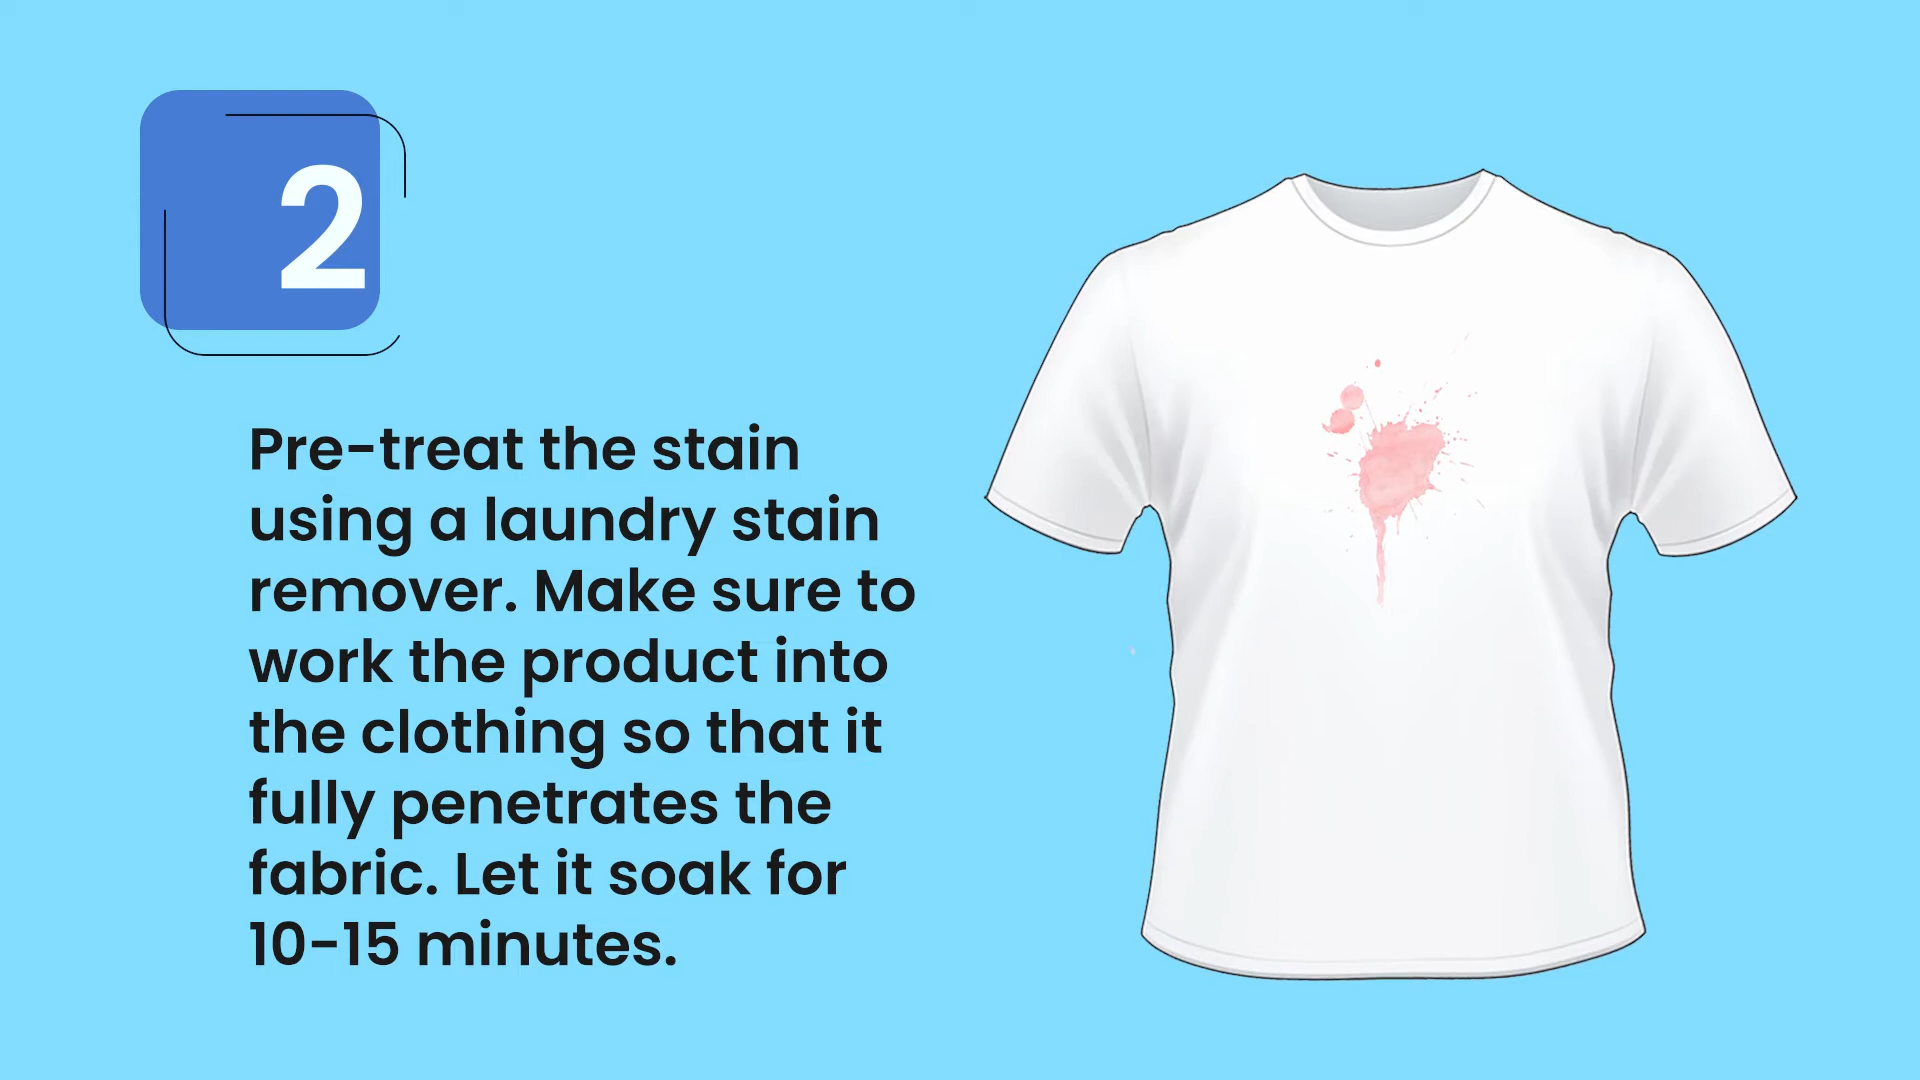 2
Pre-treat the stain
using a laundry stain
remover. Make sure to
work the product into
the clothing so that it
fully penetrates the
fabric. Let it soak for
10-15 minutes.